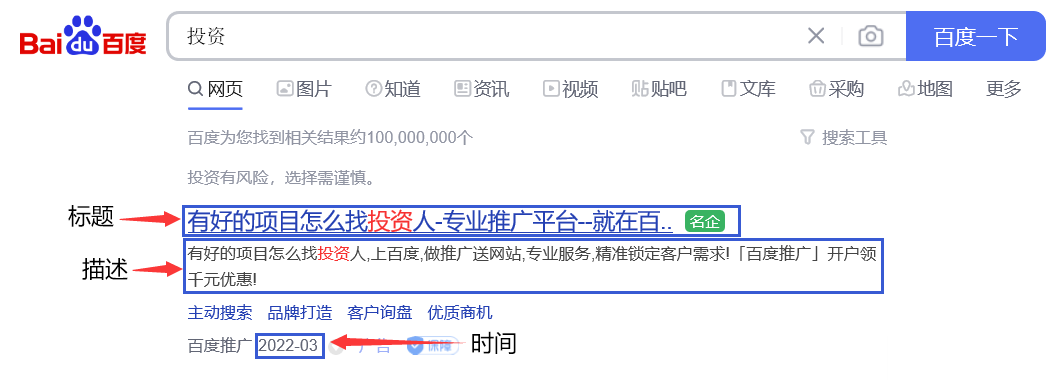 Bai du 百度
投资
百度一下
网页 图片 知道 资讯 视频 贴吧 文库 采购 地图 更多
百度为您找到相关结果约100,000,000个 搜索工具
投资有风险，选择需谨慎。
标题
有好的项目怎么找投资人-专业推广平台--就在百.. 名企
描述
有好的项目怎么找投资人,上百度,做推广送网站,专业服务,精准锁定客户需求!「百度推广」开户领
千元优惠!
主动搜索 品牌打造 客户询盘 优质商机
百度推广 2022-03 广告 保障 时间